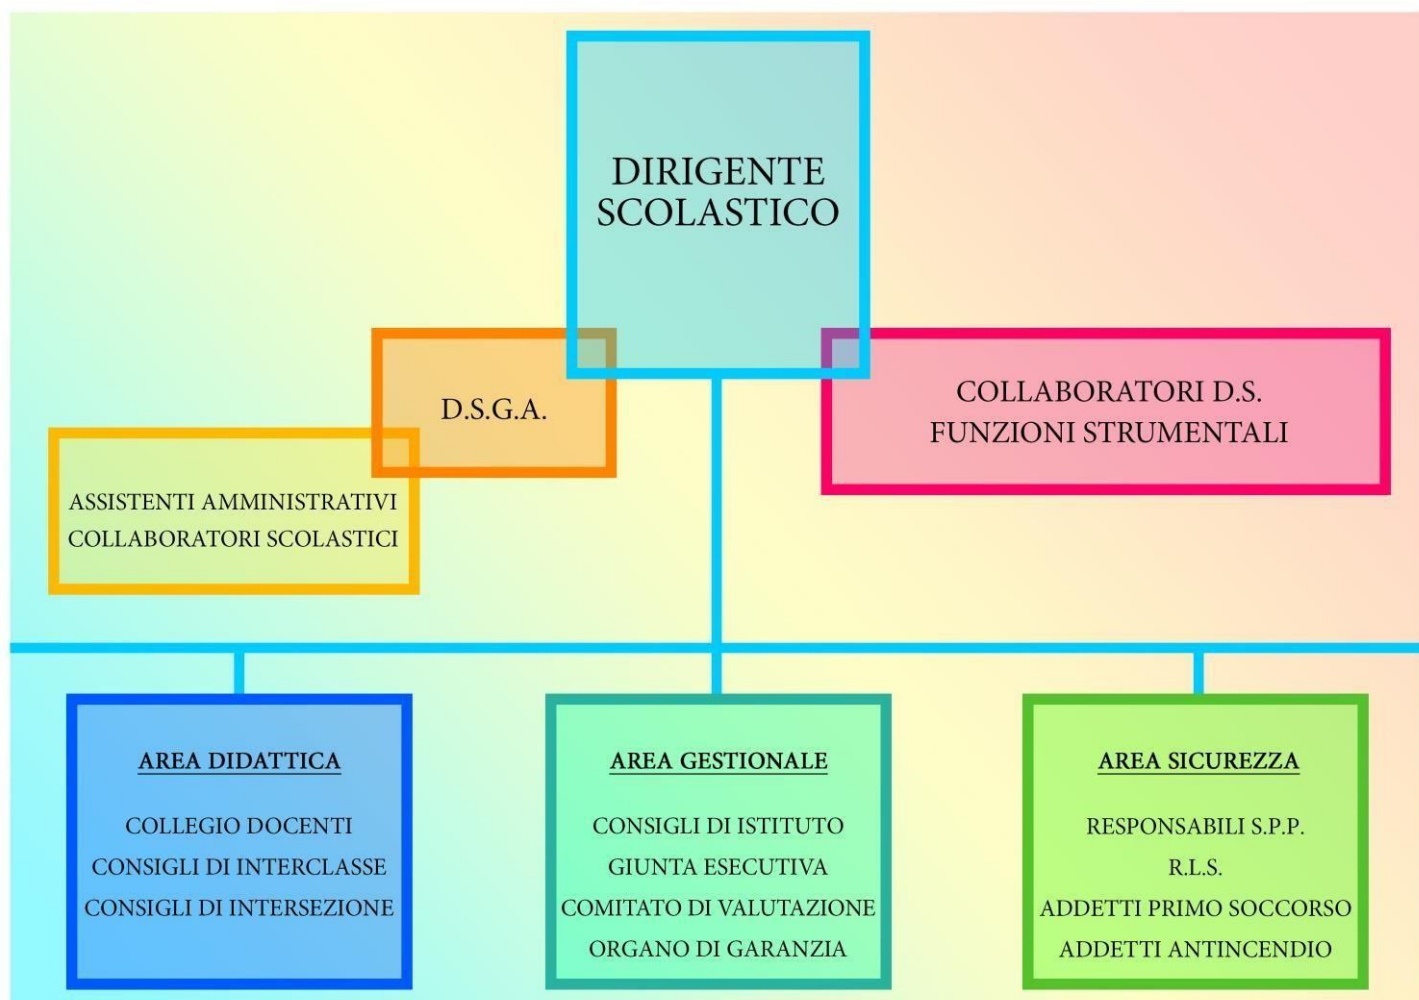 DIRIGENTE
SCOLASTICO
D.S.G.A.
COLLABORATORI D.S.
FUNZIONI STRUMENTALI
ASSISTENTI AMMINISTRATIVI
COLLABORATORI SCOLASTICI
AREA DIDATTICA
COLLEGIO DOCENTI
CONSIGLI DI INTERCLASSE
CONSIGLI DI INTERSEZIONE
AREA GESTIONALE
CONSIGLI DI ISTITUTO
GIUNTA ESECUTIVA
COMITATO DI VALUTAZIONE
ORGANO DI GARANZIA
AREA SICUREZZA
RESPONSABILI S.P.P.
R.L.S.
ADDETTI PRIMO SOCCORSO
ADDETTI ANTINCENDIO